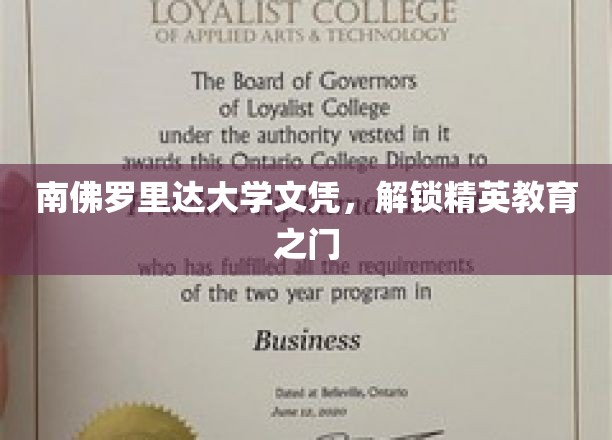 LOYALIST COLLEGE
OF APPLIED ARTS & TECHNOLOGY
The Board of Governors
of Loyalist College
under the authority vested in it
awards this Ontario College Diploma to
南佛罗里达大学文凭，解锁精英教育
之门
who has fulfilled all the requirements
of the two year program in
Business
Dated at Belleville, Ontario
June 12, 2020